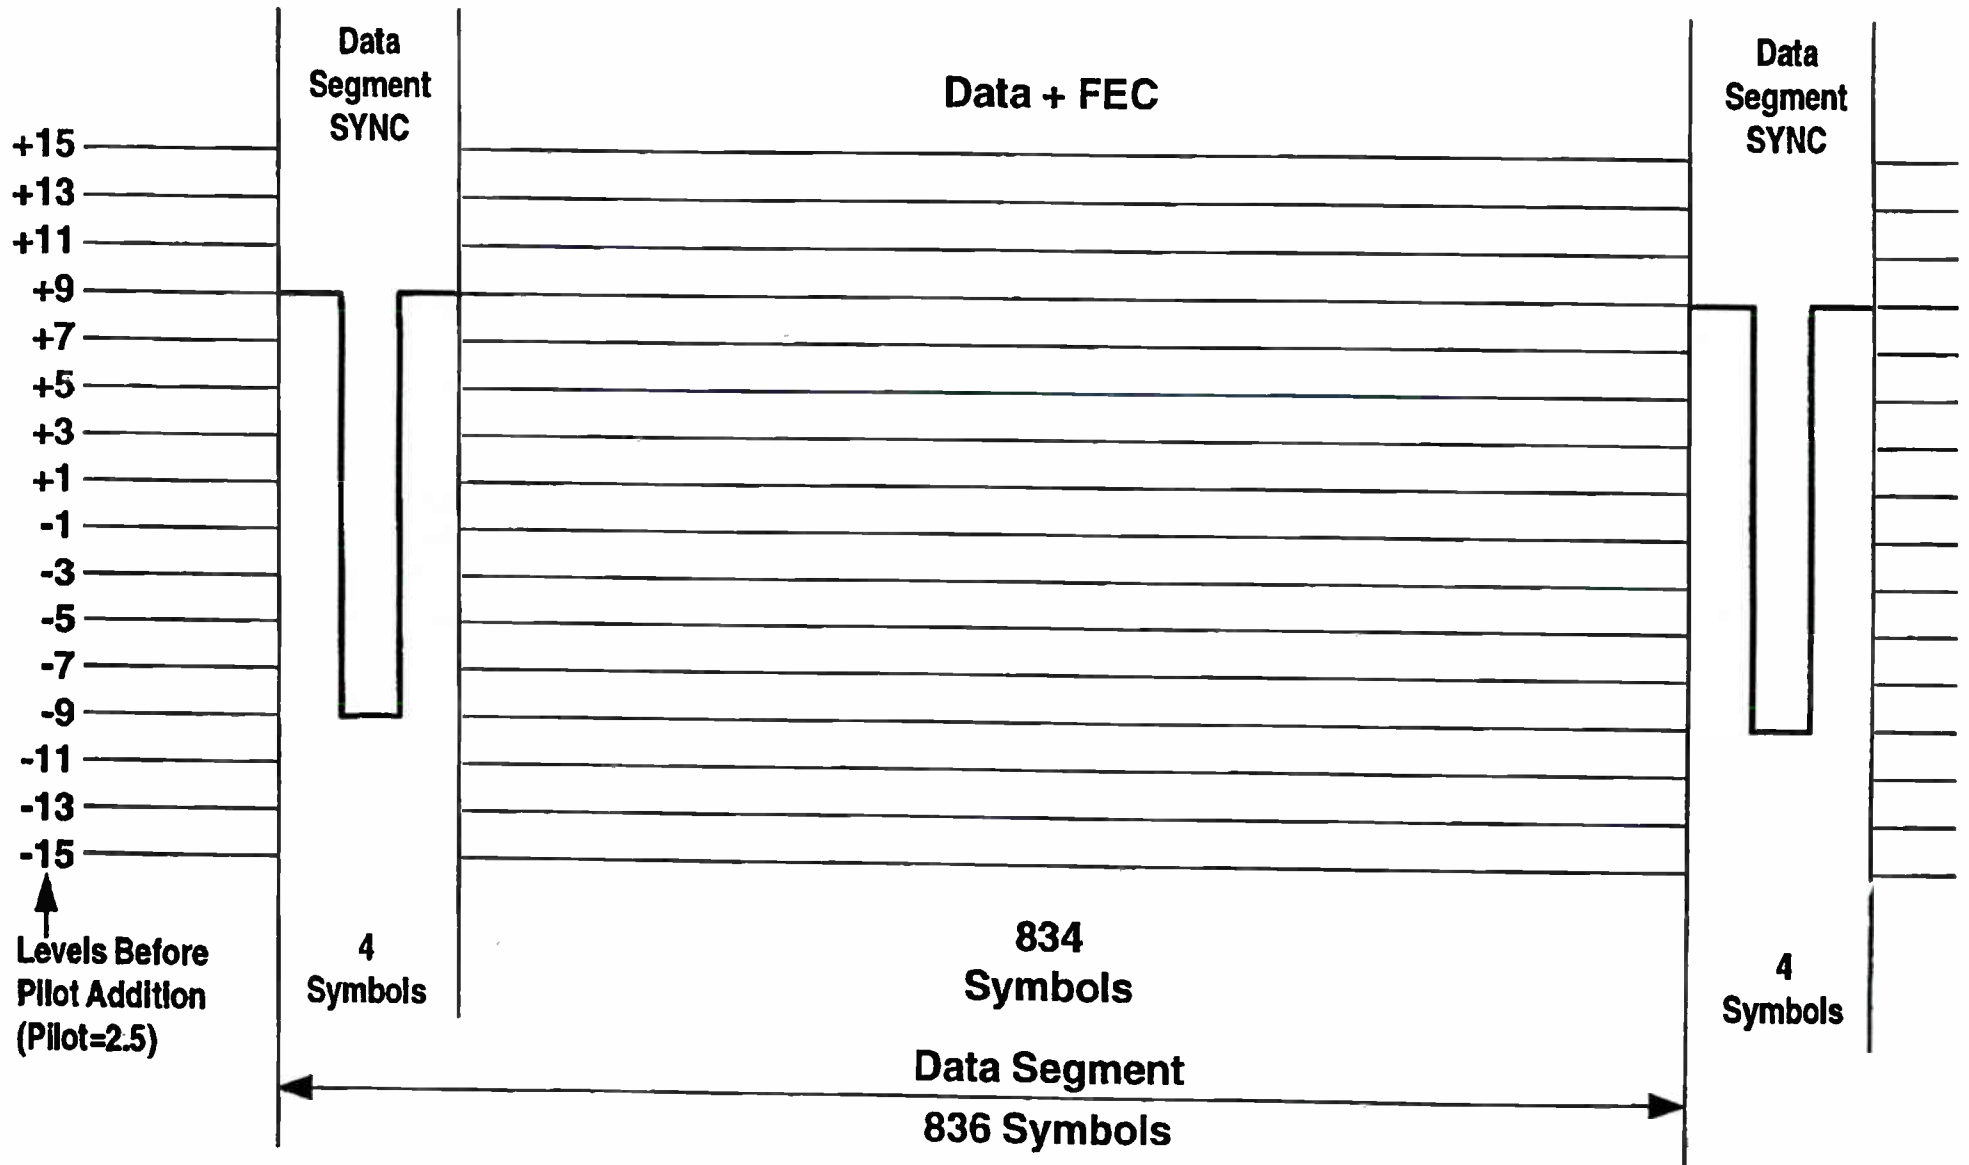 Data
Segment
SYNC
Data + FEC
Data
Segment
SYNC
+15
+13
+11
+9
+7
+5
+3
+1
-1
-3
-5
-7
-9
-11
-13
-15
Levels Before
Pilot Addition
(Pilot=2.5)
4
Symbols
834
Symbols
4
Symbols
Data Segment
836 Symbols